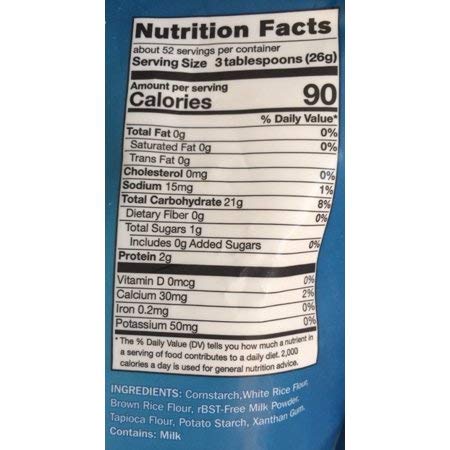 Nutrition Facts
about 52 servings per container
Serving Size 3 tablespoons (26g)
Amount per serving
Calories 90
% Daily Value*
Total Fat 0g 0%
Saturated Fat 0g 0%
Trans Fat 0g
Cholesterol 0mg 0%
Sodium 15mg 1%
Total Carbohydrate 21g 8%
Dietary Fiber 0g 0%
Total Sugars 1g
Includes 0g Added Sugars 0%
Protein 2g
Vitamin D 0mcg 0%
Calcium 30mg 2%
Iron 0.2mg 0%
Potassium 50mg 0%
*The % Daily Value (DV) tells you how much a nutrient in
a serving of food contributes to a daily diet. 2,000
calories a day is used for general nutrition advice.
INGREDIENTS: Cornstarch, White Rice Flour,
Brown Rice Flour, rBST-Free Milk Powder,
Tapioca Flour, Potato Starch, Xanthan Gum.
Contains: Milk